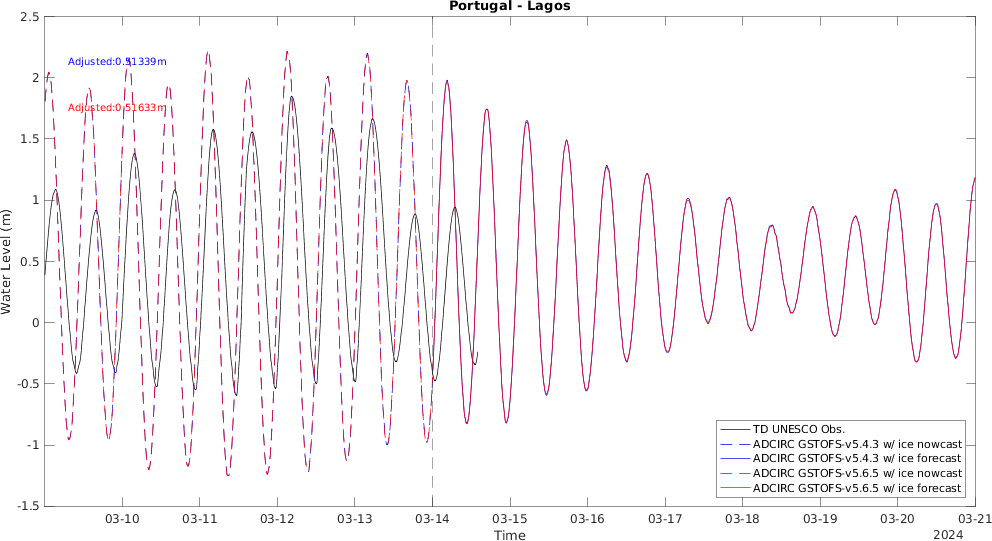 Portugal - Lagos
2.5
2
1.5
1
0.5
0
-0.5
-1
-1.5
Water Level (m)
Adjusted:0.51339m
Adjusted:0.51633m
TD UNESCO Obs.
ADCIRC GSTOFS-v5.4.3 w/ ice nowcast
ADCIRC GSTOFS-v5.4.3 w/ ice forecast
ADCIRC GSTOFS-v5.6.5 w/ ice nowcast
ADCIRC GSTOFS-v5.6.5 w/ ice forecast
03-10 03-11 03-12 03-13 03-14 03-15 03-16 03-17 03-18 03-19 03-20 03-21
Time
2024